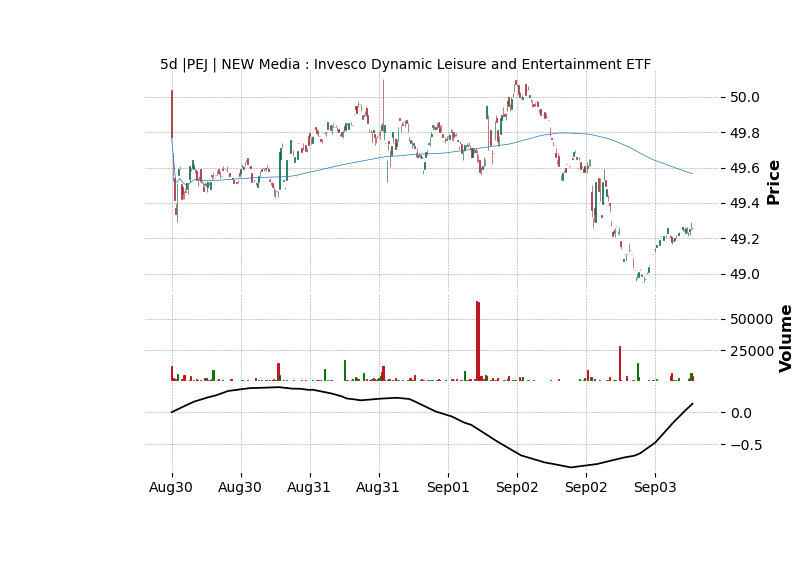 5d |PEJ | NEW Media : Invesco Dynamic Leisure and Entertainment ETF
50.0
49.8
49.6
49.4
49.2
49.0
Price
50000
25000
Volume
0.0
−0.5
Aug30 Aug30 Aug31 Aug31 Sep01 Sep02 Sep02 Sep03